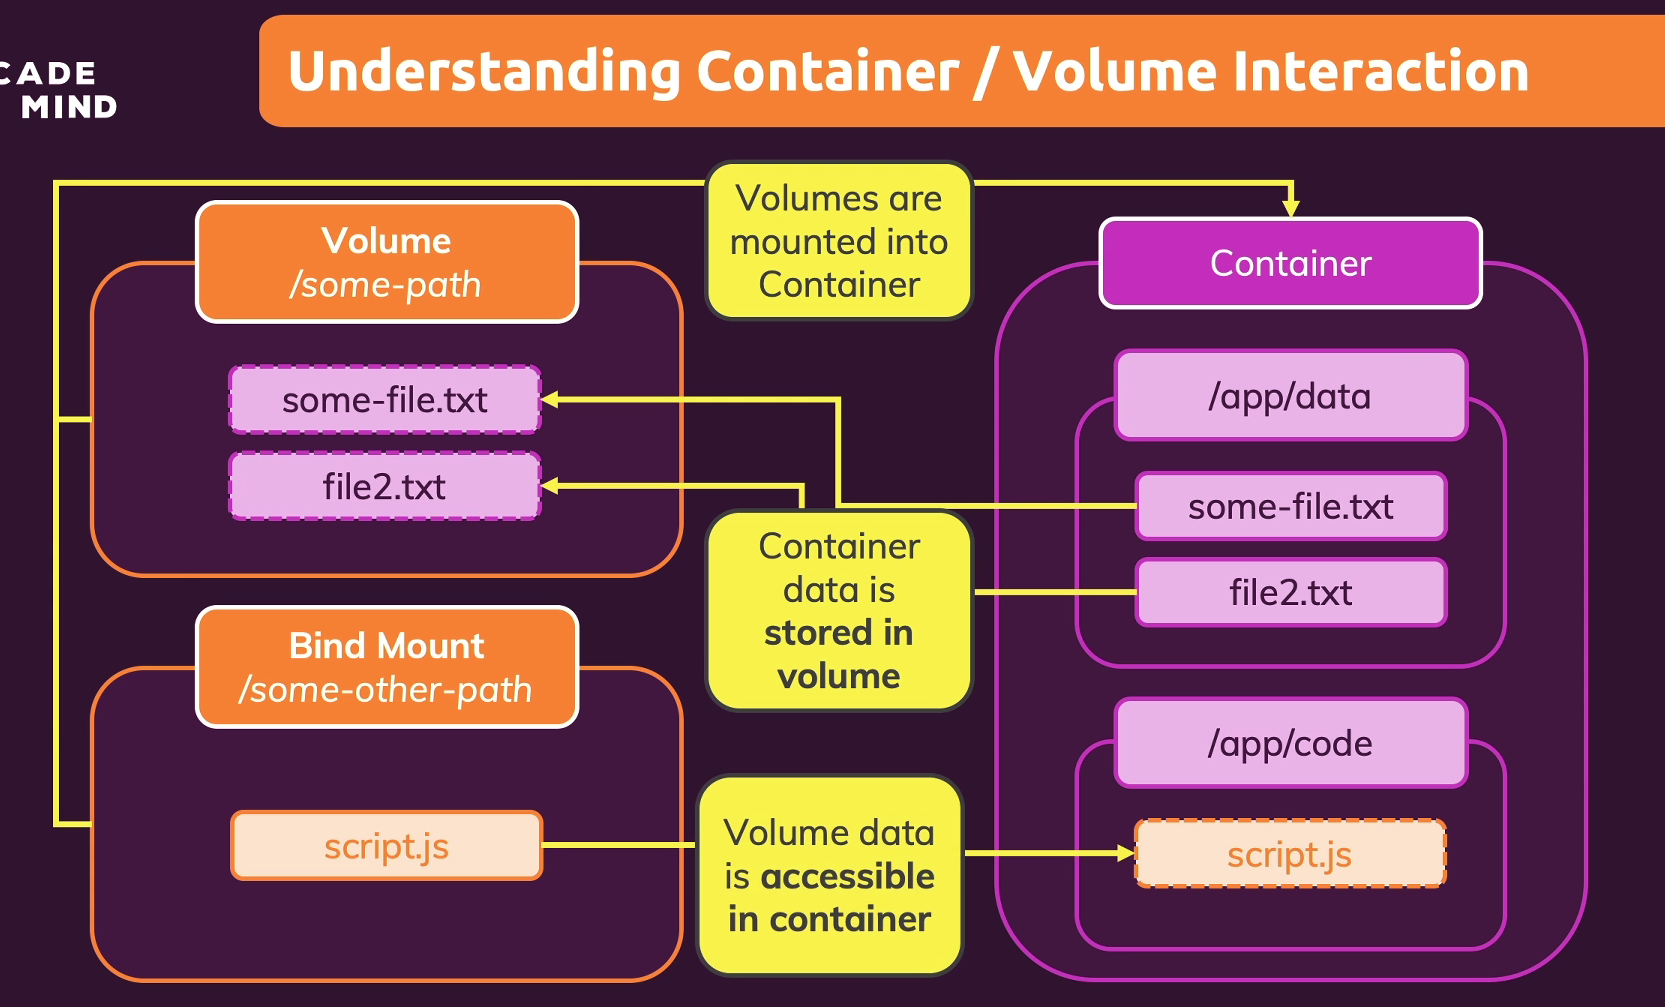 CADE
MIND
Understanding Container / Volume Interaction
Volumes are
mounted into
Container
Volume
/some-path
Container
some-file.txt
file2.txt
/app/data
some-file.txt
file2.txt
Container
data is
stored in
volume
Bind Mount
/some-other-path
/app/code
script.js
Volume data
is accessible
in container
script.js